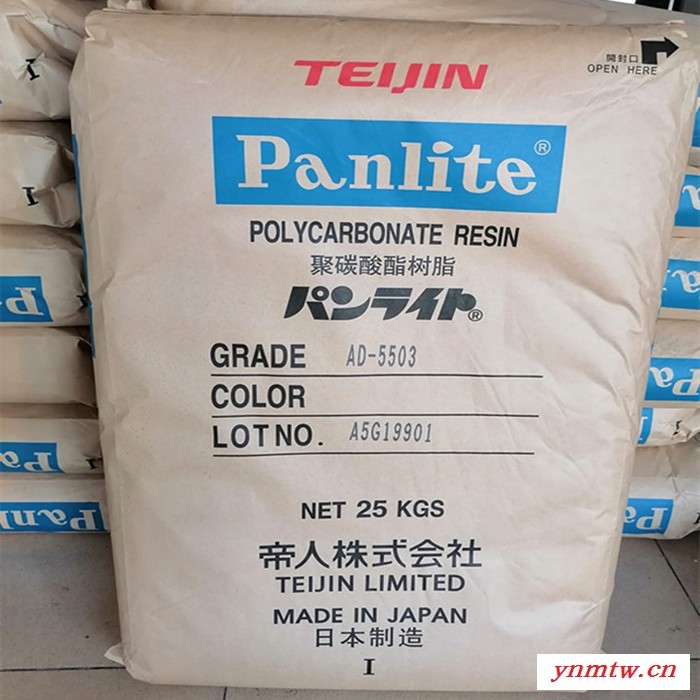 TEIJIN
開封口
OPEN HERE
Panlite®
POLYCARBONATE RESIN
聚碳酸酯树脂
パンライト®
GRADE AD-5503
COLOR
LOT NO. A5G19901
NET 25 KGS
帝人株式会社
TEIJIN LIMITED
MADE IN JAPAN
日本制造
I
I
I
I
Pan
Pan
ynmtw.cn